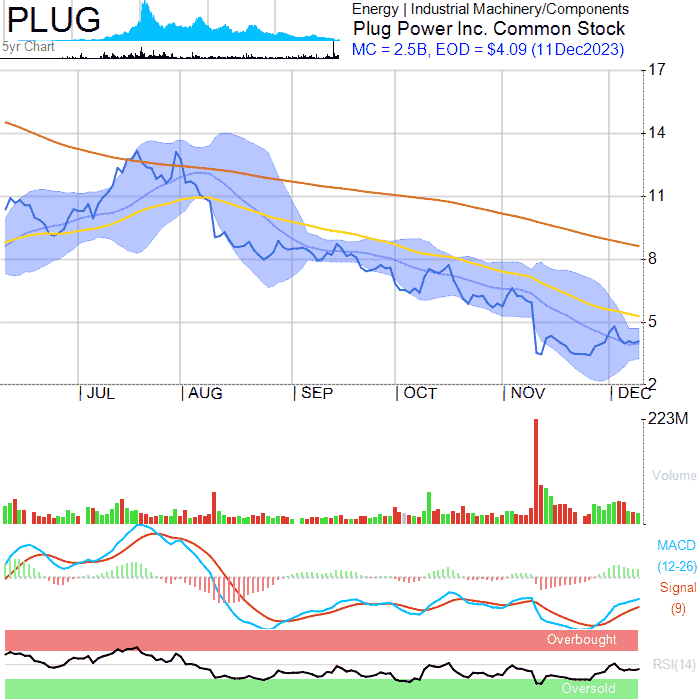 PLUG
5yr Chart
Energy | Industrial Machinery/Components
Plug Power Inc. Common Stock
MC = 2.5B, EOD = $4.09 (11Dec2023)
17
14
11
8
5
2
JUL
AUG
SEP
OCT
NOV
DEC
223M
Volume
MACD
(12-26)
Signal
(9)
Overbought
RSI(14)
Oversold